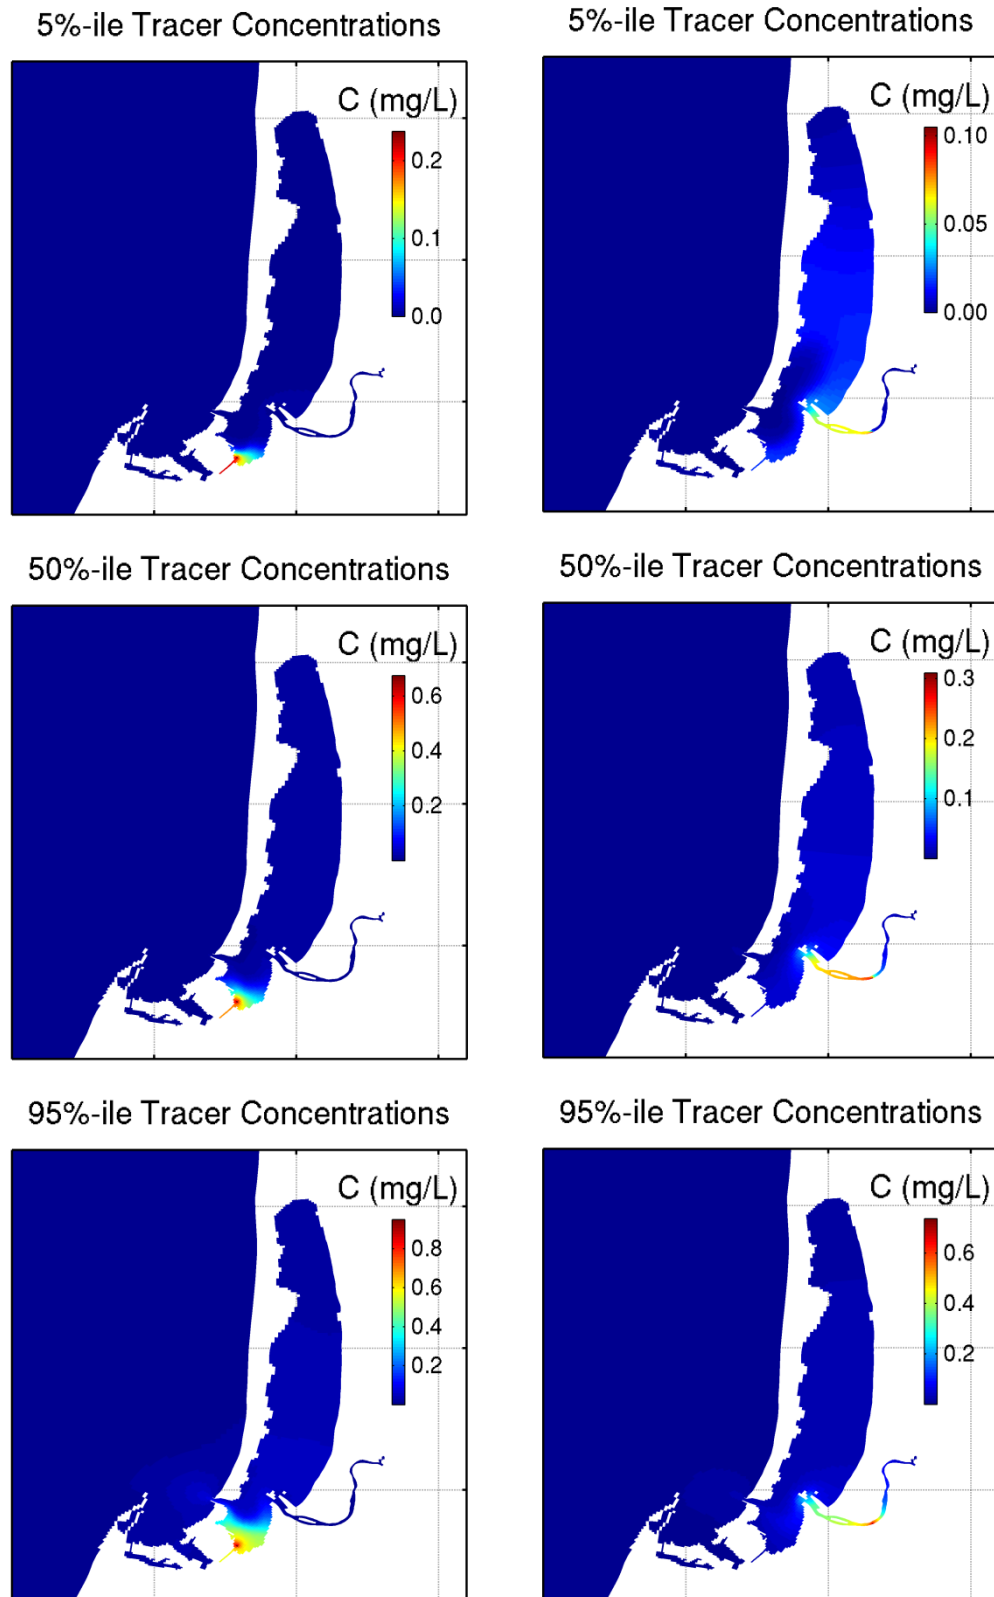 5%-ile Tracer Concentrations
C (mg/L)
0.2
0.1
0.0
5%-ile Tracer Concentrations
C (mg/L)
0.10
0.05
0.00
50%-ile Tracer Concentrations
C (mg/L)
0.6
0.4
0.2
50%-ile Tracer Concentrations
C (mg/L)
0.3
0.2
0.1
95%-ile Tracer Concentrations
C (mg/L)
0.8
0.6
0.4
0.2
95%-ile Tracer Concentrations
C (mg/L)
0.6
0.4
0.2